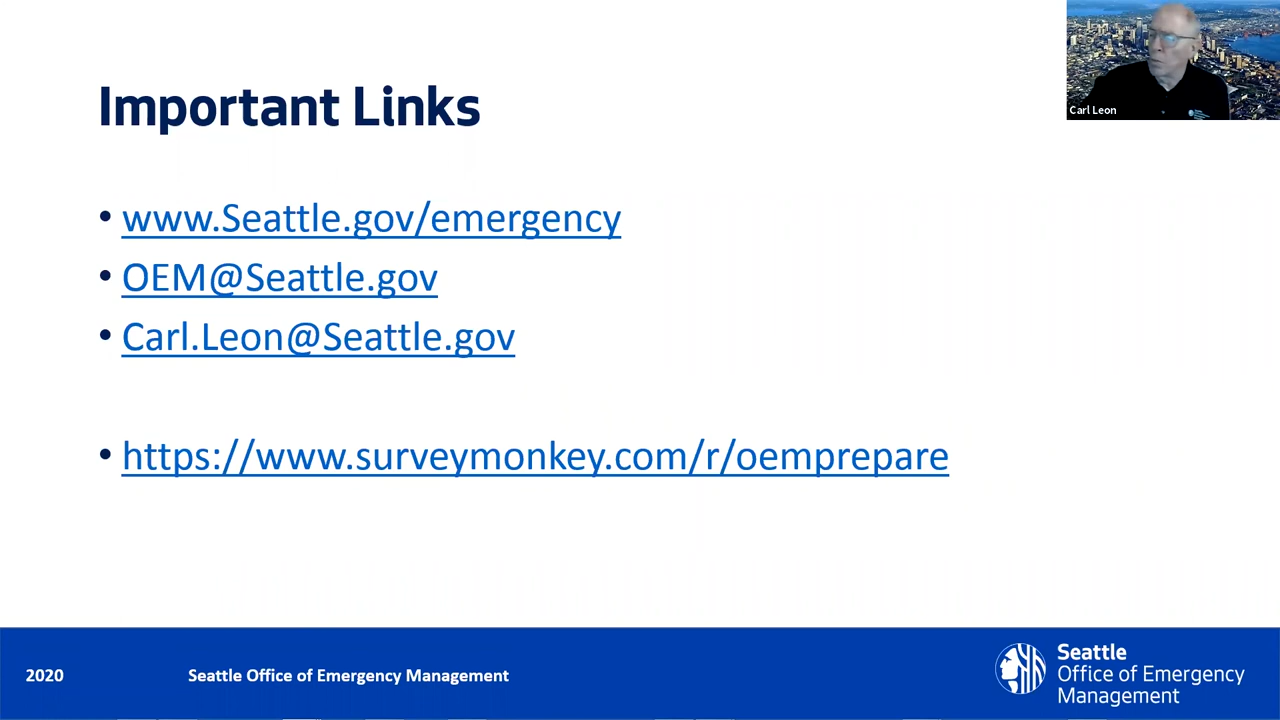 Important Links
Carl Leon
• www.Seattle.gov/emergency
• OEM@Seattle.gov
• Carl.Leon@Seattle.gov
• https://www.surveymonkey.com/r/oemprepare
2020
Seattle Office of Emergency Management
Seattle
Office of Emergency
Management